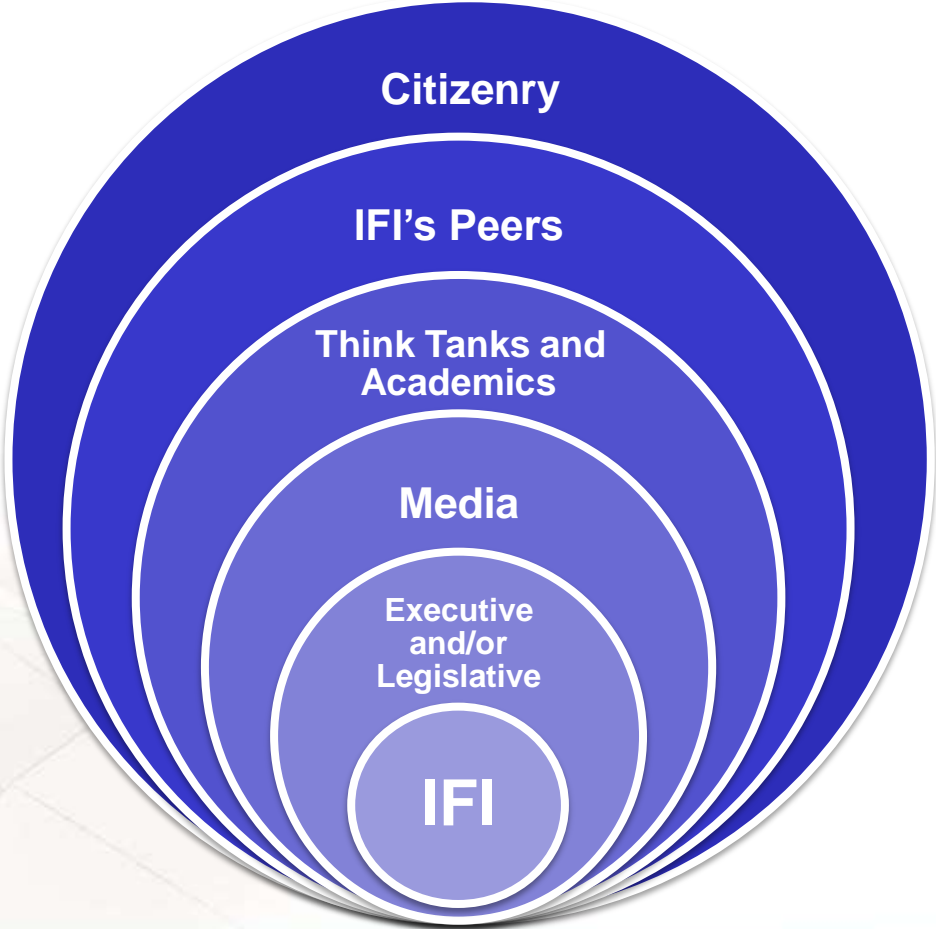 Citizenry
IFI’s Peers
Think Tanks and
Academics
Media
Executive
and/or
Legislative
IFI